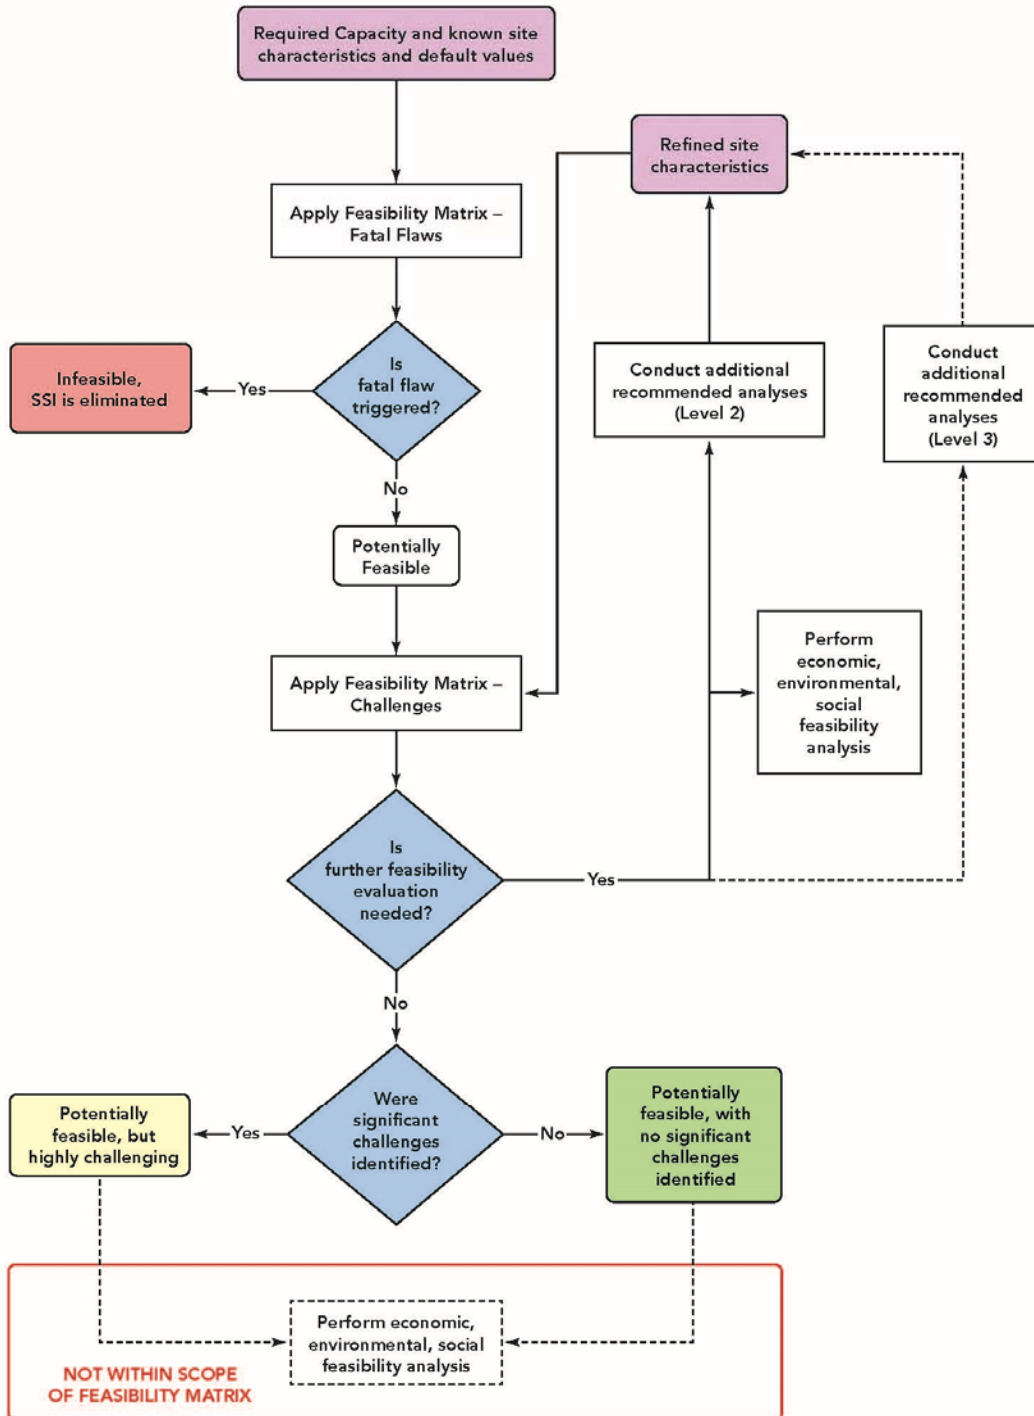 Required Capacity and known site
characteristics and default values
Refined site
characteristics
Apply Feasibility Matrix –
Fatal Flaws
Is
fatal flaw
triggered?
Yes
Infeasible,
SSI is eliminated
No
Conduct additional
recommended analyses
(Level 2)
Conduct
additional
recommended
analyses
(Level 3)
Potentially
Feasible
Apply Feasibility Matrix –
Challenges
Perform
economic,
environmental,
social
feasibility
analysis
Is
further feasibility
evaluation
needed?
Yes
No
Were
significant
challenges
identified?
Yes
Potentially
feasible, but
highly challenging
No
Potentially
feasible, with
no significant
challenges
identified
Perform economic,
environmental, social
feasibility analysis
NOT WITHIN SCOPE
OF FEASIBILITY MATRIX